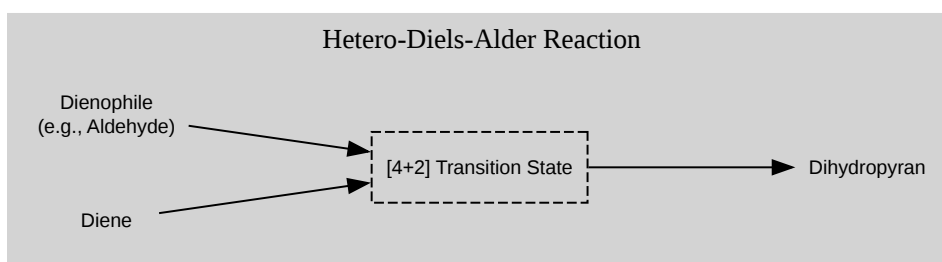 Hetero-Diels-Alder Reaction
Dienophile
(e.g., Aldehyde)
[4+2] Transition State
Dihydropyran
Diene